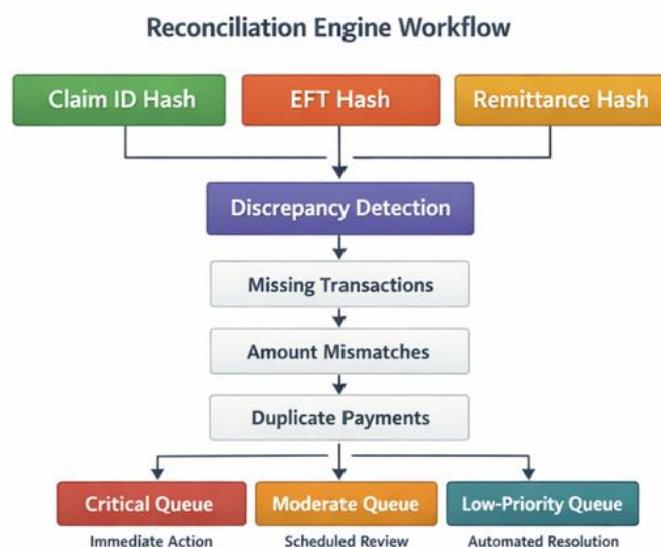 Reconciliation Engine Workflow
Claim ID Hash
EFT Hash
Remittance Hash
Discrepancy Detection
Missing Transactions
Amount Mismatches
Duplicate Payments
Critical Queue
Moderate Queue
Low-Priority Queue
Immediate Action
Scheduled Review
Automated Resolution